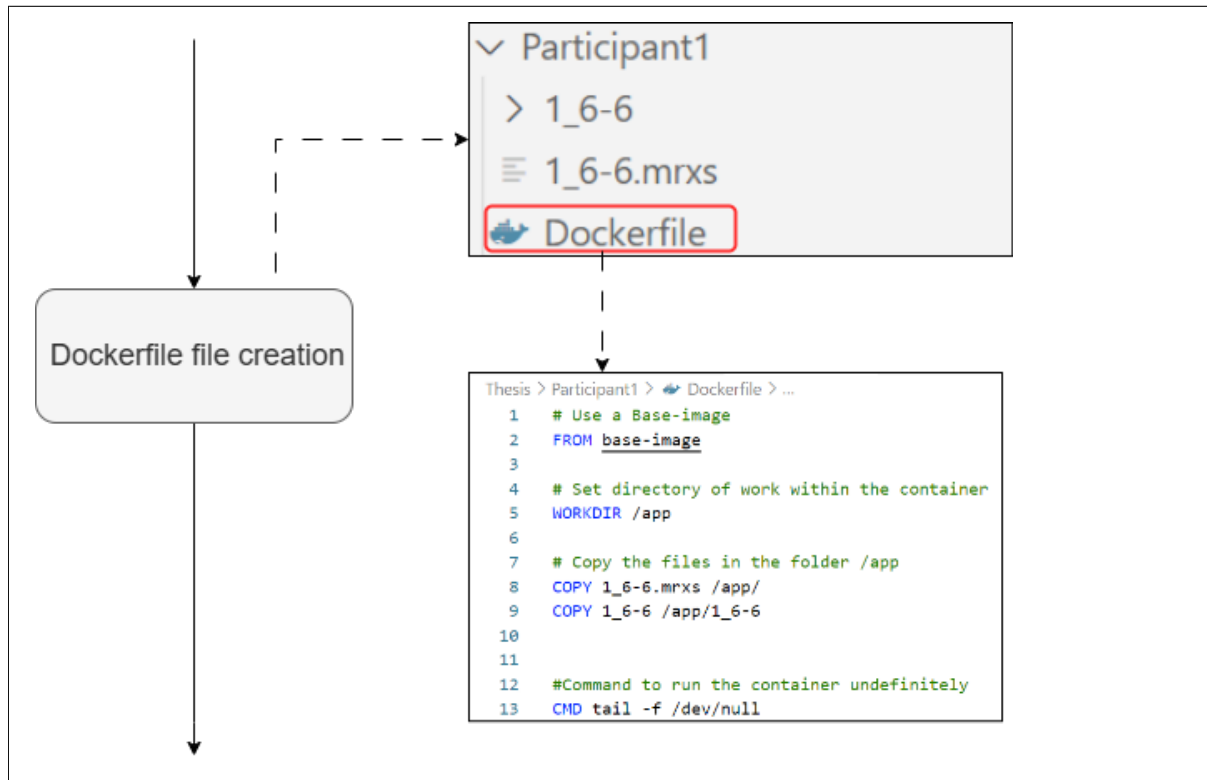 Participant1
1_6-6
1_6-6.mrxs
Dockerfile
Dockerfile file creation
Thesis > Participant1 > Dockerfile > ...
1 # Use a Base-image
2 FROM base-image
3
4 # Set directory of work within the container
5 WORKDIR /app
6
7 # Copy the files in the folder /app
8 COPY 1_6-6.mrxs /app/
9 COPY 1_6-6 /app/1_6-6
10
11
12 #Command to run the container undefinitely
13 CMD tail -f /dev/null